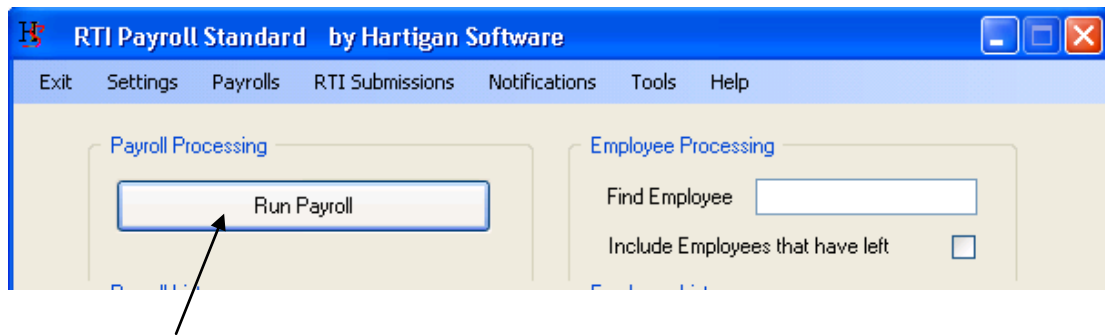 RTI Payroll Standard by Hartigan Software
Exit Settings Payrolls RTI Submissions Notifications Tools Help
Payroll Processing
Run Payroll
Employee Processing
Find Employee
Include Employees that have left